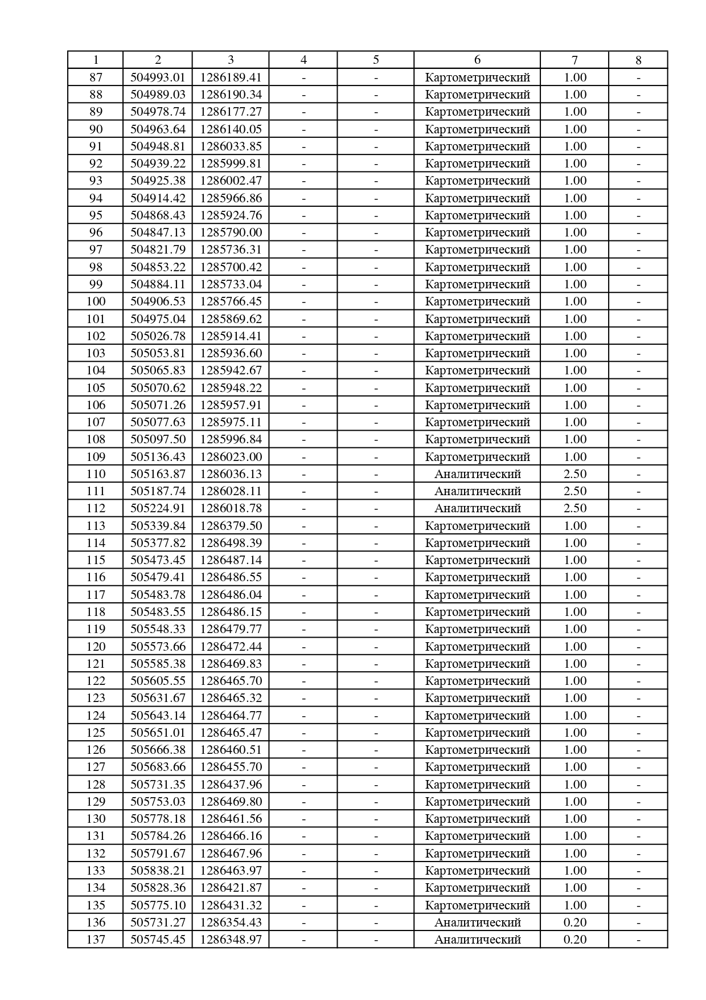 1 2 3 4 5 6 7 8
87 504993.01 1286189.41 - - Картометрический 1.00 -
88 504989.03 1286190.34 - - Картометрический 1.00 -
89 504978.74 1286177.27 - - Картометрический 1.00 -
90 504963.64 1286140.05 - - Картометрический 1.00 -
91 504948.81 1286033.85 - - Картометрический 1.00 -
92 504939.22 1285999.81 - - Картометрический 1.00 -
93 504925.38 1286002.47 - - Картометрический 1.00 -
94 504914.42 1285966.86 - - Картометрический 1.00 -
95 504868.43 1285924.76 - - Картометрический 1.00 -
96 504847.13 1285790.00 - - Картометрический 1.00 -
97 504821.79 1285736.31 - - Картометрический 1.00 -
98 504853.22 1285700.42 - - Картометрический 1.00 -
99 504884.11 1285733.04 - - Картометрический 1.00 -
100 504906.53 1285766.45 - - Картометрический 1.00 -
101 504975.04 1285869.62 - - Картометрический 1.00 -
102 505026.78 1285914.41 - - Картометрический 1.00 -
103 505053.81 1285936.60 - - Картометрический 1.00 -
104 505065.83 1285942.67 - - Картометрический 1.00 -
105 505070.62 1285948.22 - - Картометрический 1.00 -
106 505071.26 1285957.91 - - Картометрический 1.00 -
107 505077.63 1285975.11 - - Картометрический 1.00 -
108 505097.50 1285996.84 - - Картометрический 1.00 -
109 505136.43 1286023.00 - - Картометрический 1.00 -
110 505163.87 1286036.13 - - Аналитический 2.50 -
111 505187.74 1286028.11 - - Аналитический 2.50 -
112 505224.91 1286018.78 - - Аналитический 2.50 -
113 505339.84 1286379.50 - - Картометрический 1.00 -
114 505377.82 1286498.39 - - Картометрический 1.00 -
115 505473.45 1286487.14 - - Картометрический 1.00 -
116 505479.41 1286486.55 - - Картометрический 1.00 -
117 505483.78 1286486.04 - - Картометрический 1.00 -
118 505483.55 1286486.15 - - Картометрический 1.00 -
119 505548.33 1286479.77 - - Картометрический 1.00 -
120 505573.66 1286472.44 - - Картометрический 1.00 -
121 505585.38 1286469.83 - - Картометрический 1.00 -
122 505605.55 1286465.70 - - Картометрический 1.00 -
123 505631.67 1286465.32 - - Картометрический 1.00 -
124 505643.14 1286464.77 - - Картометрический 1.00 -
125 505651.01 1286465.47 - - Картометрический 1.00 -
126 505666.38 1286460.51 - - Картометрический 1.00 -
127 505683.66 1286455.70 - - Картометрический 1.00 -
128 505731.35 1286437.96 - - Картометрический 1.00 -
129 505753.03 1286469.80 - - Картометрический 1.00 -
130 505778.18 1286461.56 - - Картометрический 1.00 -
131 505784.26 1286466.16 - - Картометрический 1.00 -
132 505791.67 1286467.96 - - Картометрический 1.00 -
133 505838.21 1286463.97 - - Картометрический 1.00 -
134 505828.36 1286421.87 - - Картометрический 1.00 -
135 505775.10 1286431.32 - - Картометрический 1.00 -
136 505731.27 1286354.43 - - Аналитический 0.20 -
137 505745.45 1286348.97 - - Аналитический 0.20 -